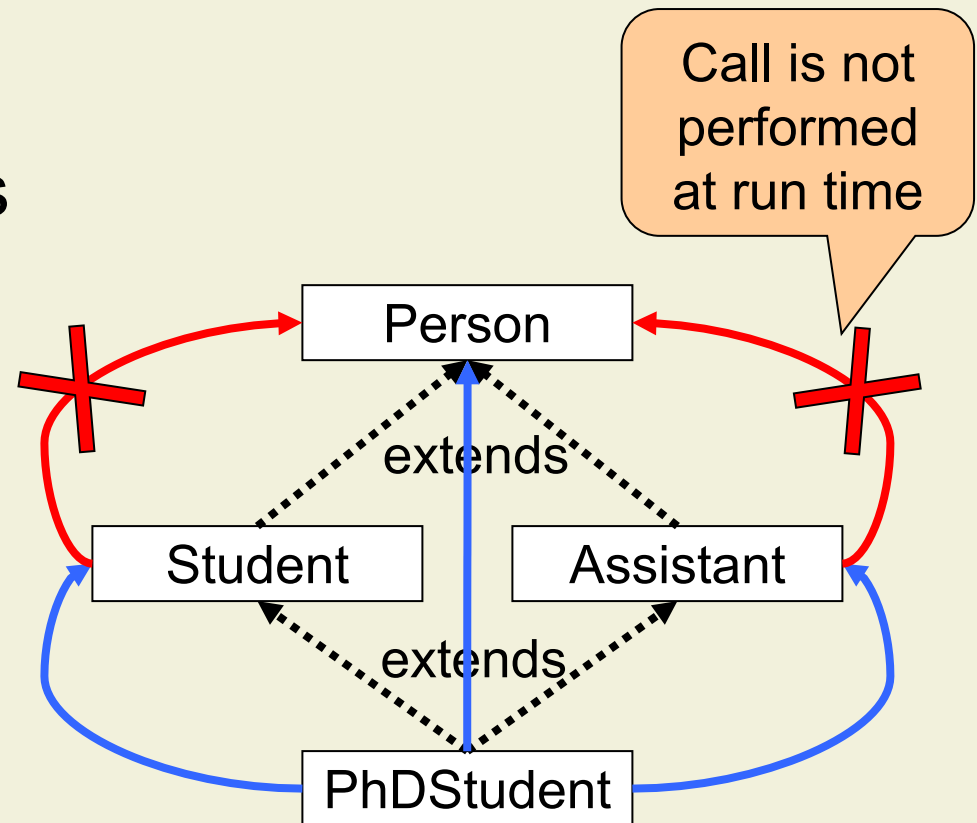 Call is not
performed
at run time
s
Person
extends
Student
Assistant
extends
PhDStudent